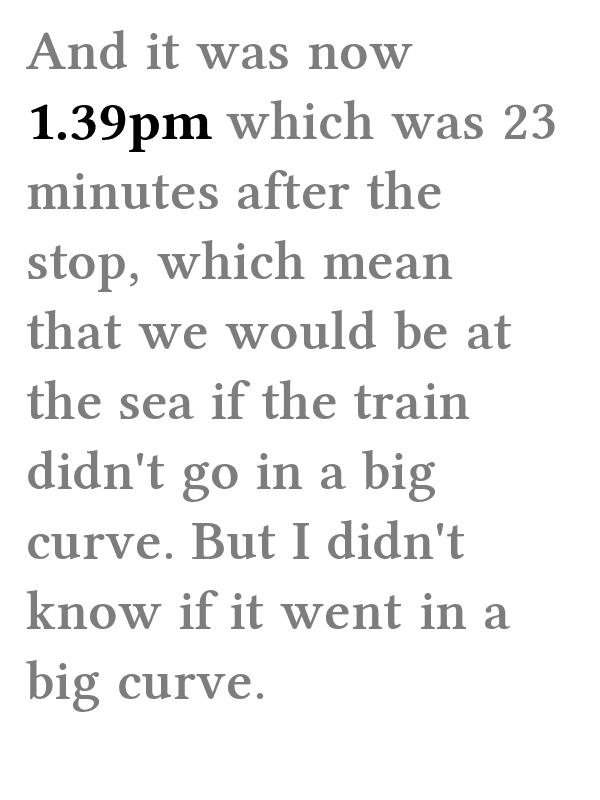 And it was now
1.39pm which was 23
minutes after the
stop, which mean
that we would be at
the sea if the train
didn't go in a big
curve. But I didn't
know if it went in a
big curve.